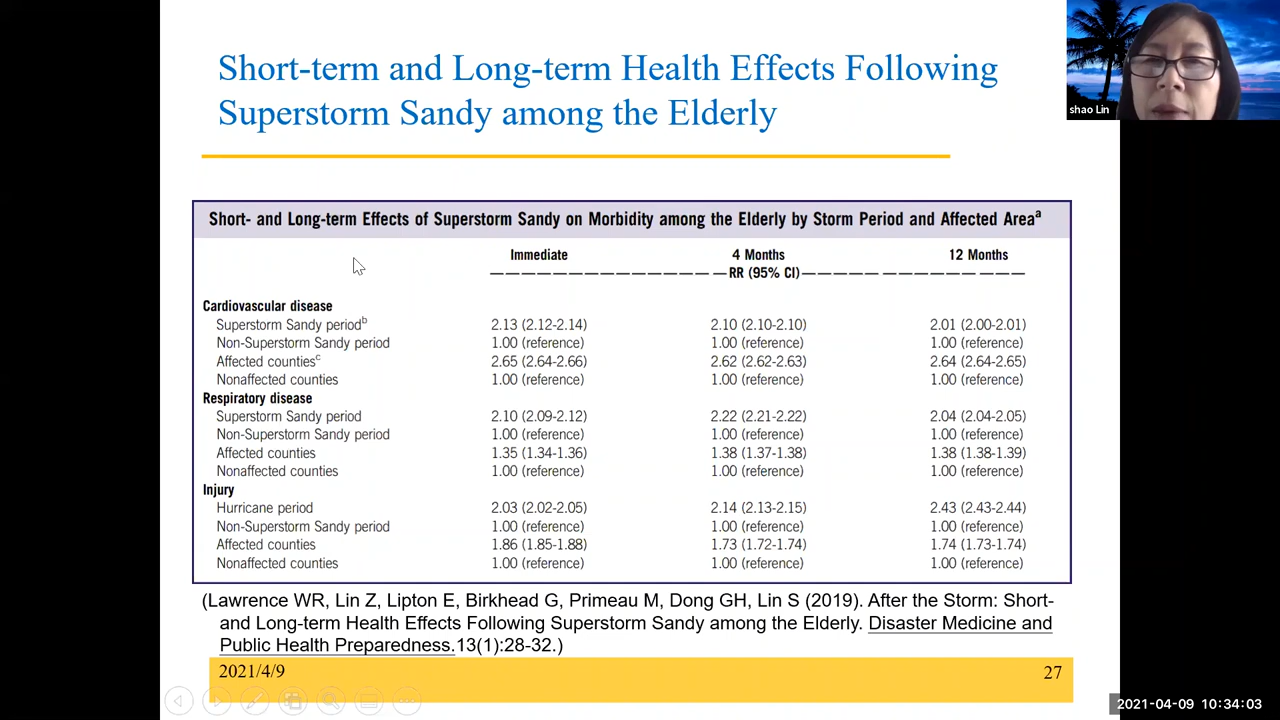 Short-term and Long-term Health Effects Following
Superstorm Sandy among the Elderly
shao Lin
Short- and Long-term Effects of Superstorm Sandy on Morbidity among the Elderly by Storm Period and Affected Areaᵃ
Immediate 4 Months 12 Months
RR (95% CI)
Cardiovascular disease
Superstorm Sandy periodᵇ 2.13 (2.12-2.14) 2.10 (2.10-2.10) 2.01 (2.00-2.01)
Non-Superstorm Sandy period 1.00 (reference) 1.00 (reference) 1.00 (reference)
Affected countiesᶜ 2.65 (2.64-2.66) 2.62 (2.62-2.63) 2.64 (2.64-2.65)
Nonaffected counties 1.00 (reference) 1.00 (reference) 1.00 (reference)
Respiratory disease
Superstorm Sandy period 2.10 (2.09-2.12) 2.22 (2.21-2.22) 2.04 (2.04-2.05)
Non-Superstorm Sandy period 1.00 (reference) 1.00 (reference) 1.00 (reference)
Affected counties 1.35 (1.34-1.36) 1.38 (1.37-1.38) 1.38 (1.38-1.39)
Nonaffected counties 1.00 (reference) 1.00 (reference) 1.00 (reference)
Injury
Hurricane period 2.03 (2.02-2.05) 2.14 (2.13-2.15) 2.43 (2.43-2.44)
Non-Superstorm Sandy period 1.00 (reference) 1.00 (reference) 1.00 (reference)
Affected counties 1.86 (1.85-1.88) 1.73 (1.72-1.74) 1.74 (1.73-1.74)
Nonaffected counties 1.00 (reference) 1.00 (reference) 1.00 (reference)
(Lawrence WR, Lin Z, Lipton E, Birkhead G, Primeau M, Dong GH, Lin S (2019). After the Storm: Short-
and Long-term Health Effects Following Superstorm Sandy among the Elderly. Disaster Medicine and
Public Health Preparedness.13(1):28-32.)
2021/4/9 27
2021-04-09 10:34:03